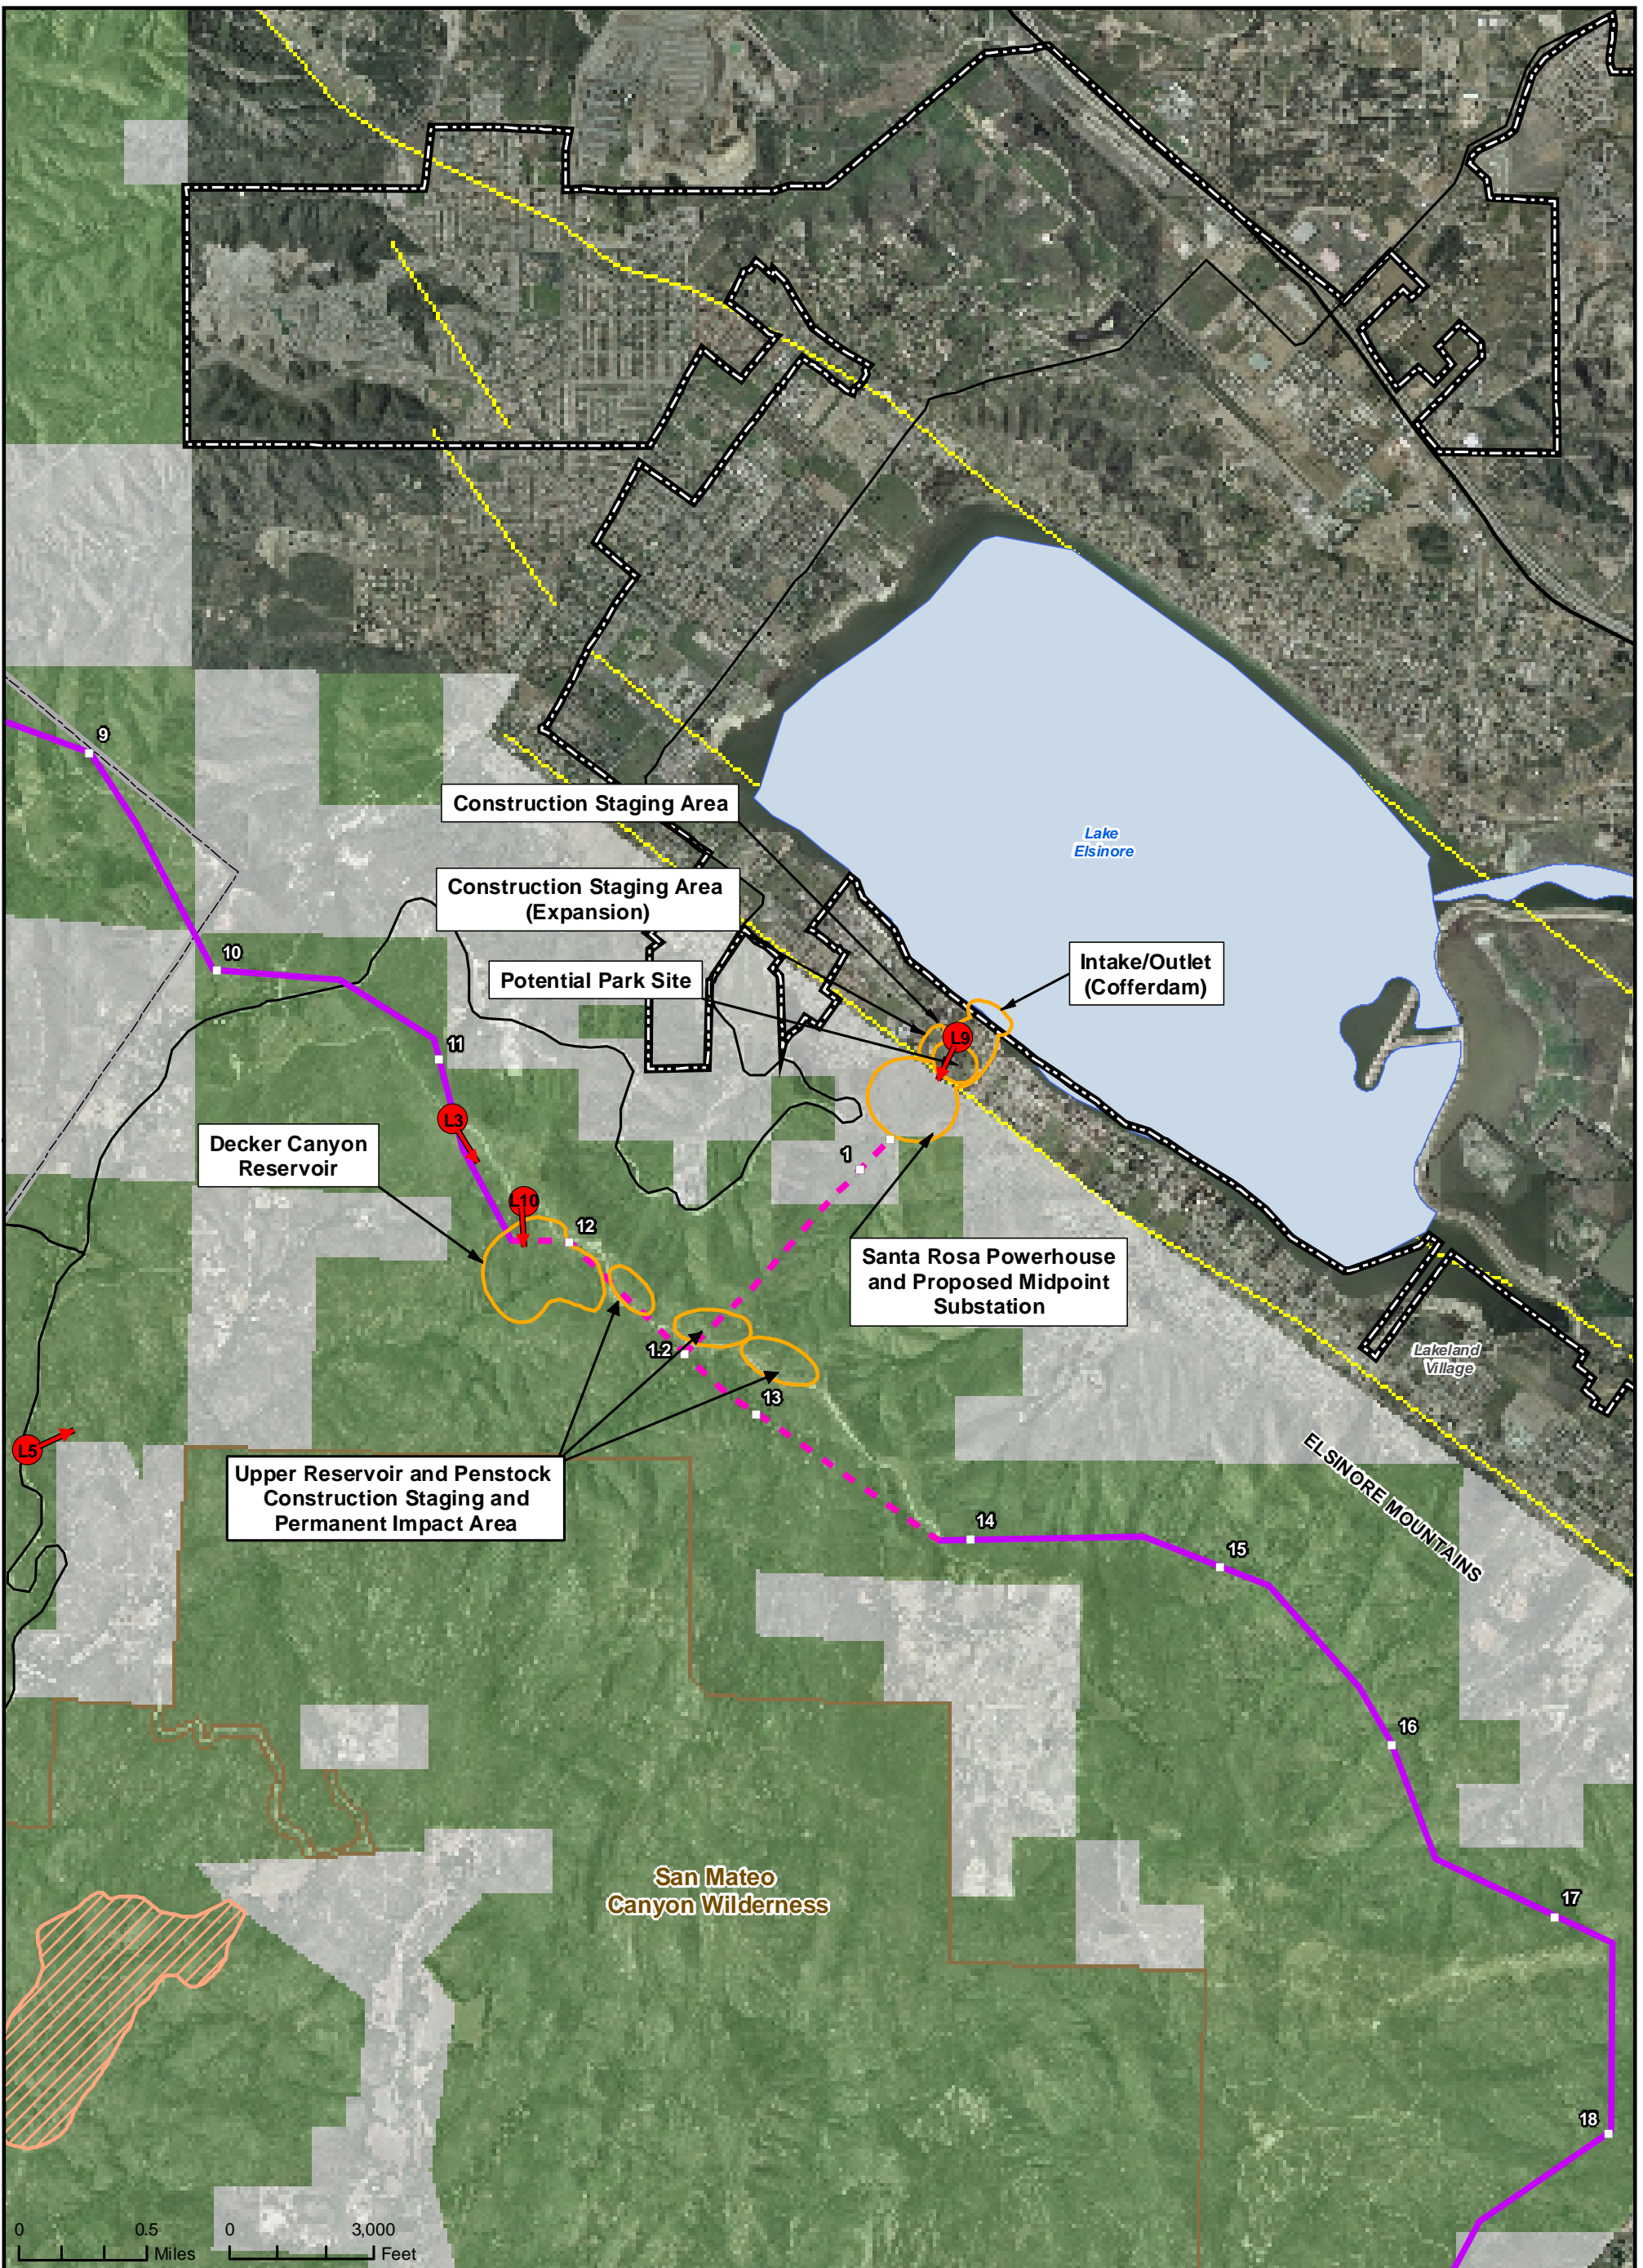 9
Construction Staging Area
Lake
Elsinore
Construction Staging Area
(Expansion)
10
Potential Park Site
Intake/Outlet
(Cofferdam)
11
L9
L3
Decker Canyon
Reservoir
1
L10
12
Santa Rosa Powerhouse
and Proposed Midpoint
Substation
1.2
Lakeland
Village
13
L5
ELSINORE MOUNTAINS
Upper Reservoir and Penstock
Construction Staging and
Permanent Impact Area
14
15
16
San Mateo
Canyon Wilderness
17
18
0 0.5
Miles
0 3,000
Feet